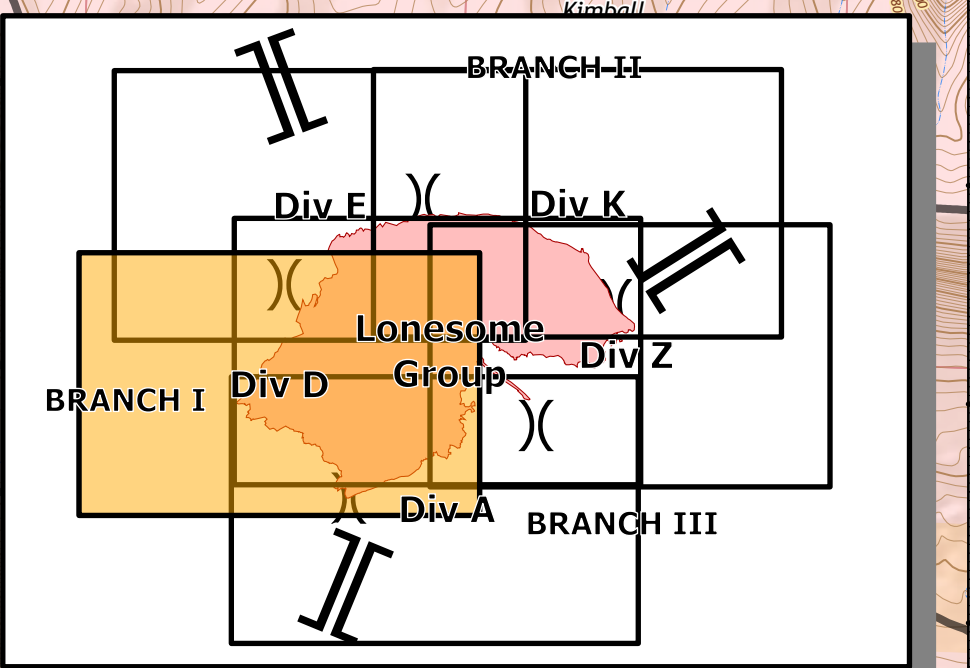 Kimball
BRANCH II
Div E
Div K
Lonesome
Group
Div Z
Div D
BRANCH I
Div A
BRANCH III